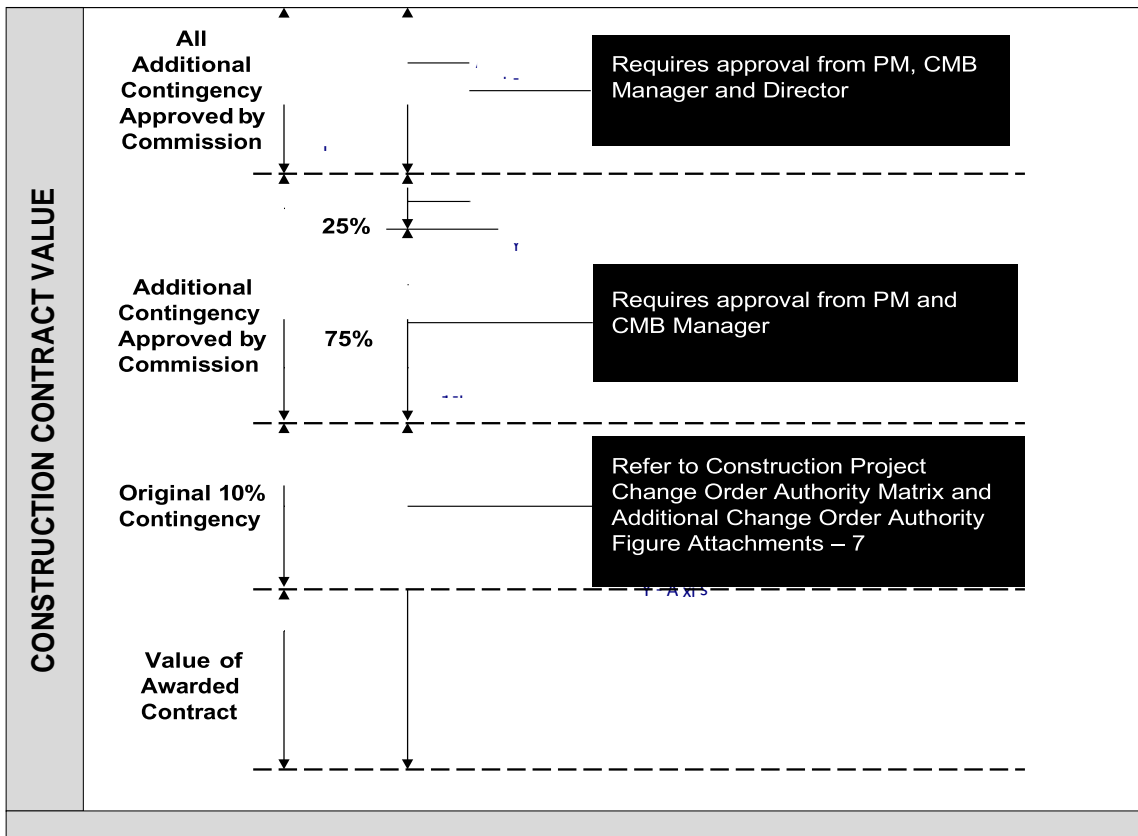 CONSTRUCTION CONTRACT VALUE
All
Additional
Contingency
Approved by
Commission
Requires approval from PM, CMB
Manager and Director
25%
Additional
Contingency
Approved by
Commission
75%
Requires approval from PM and
CMB Manager
Original 10%
Contingency
Refer to Construction Project
Change Order Authority Matrix and
Additional Change Order Authority
Figure Attachments – 7
Value of
Awarded
Contract